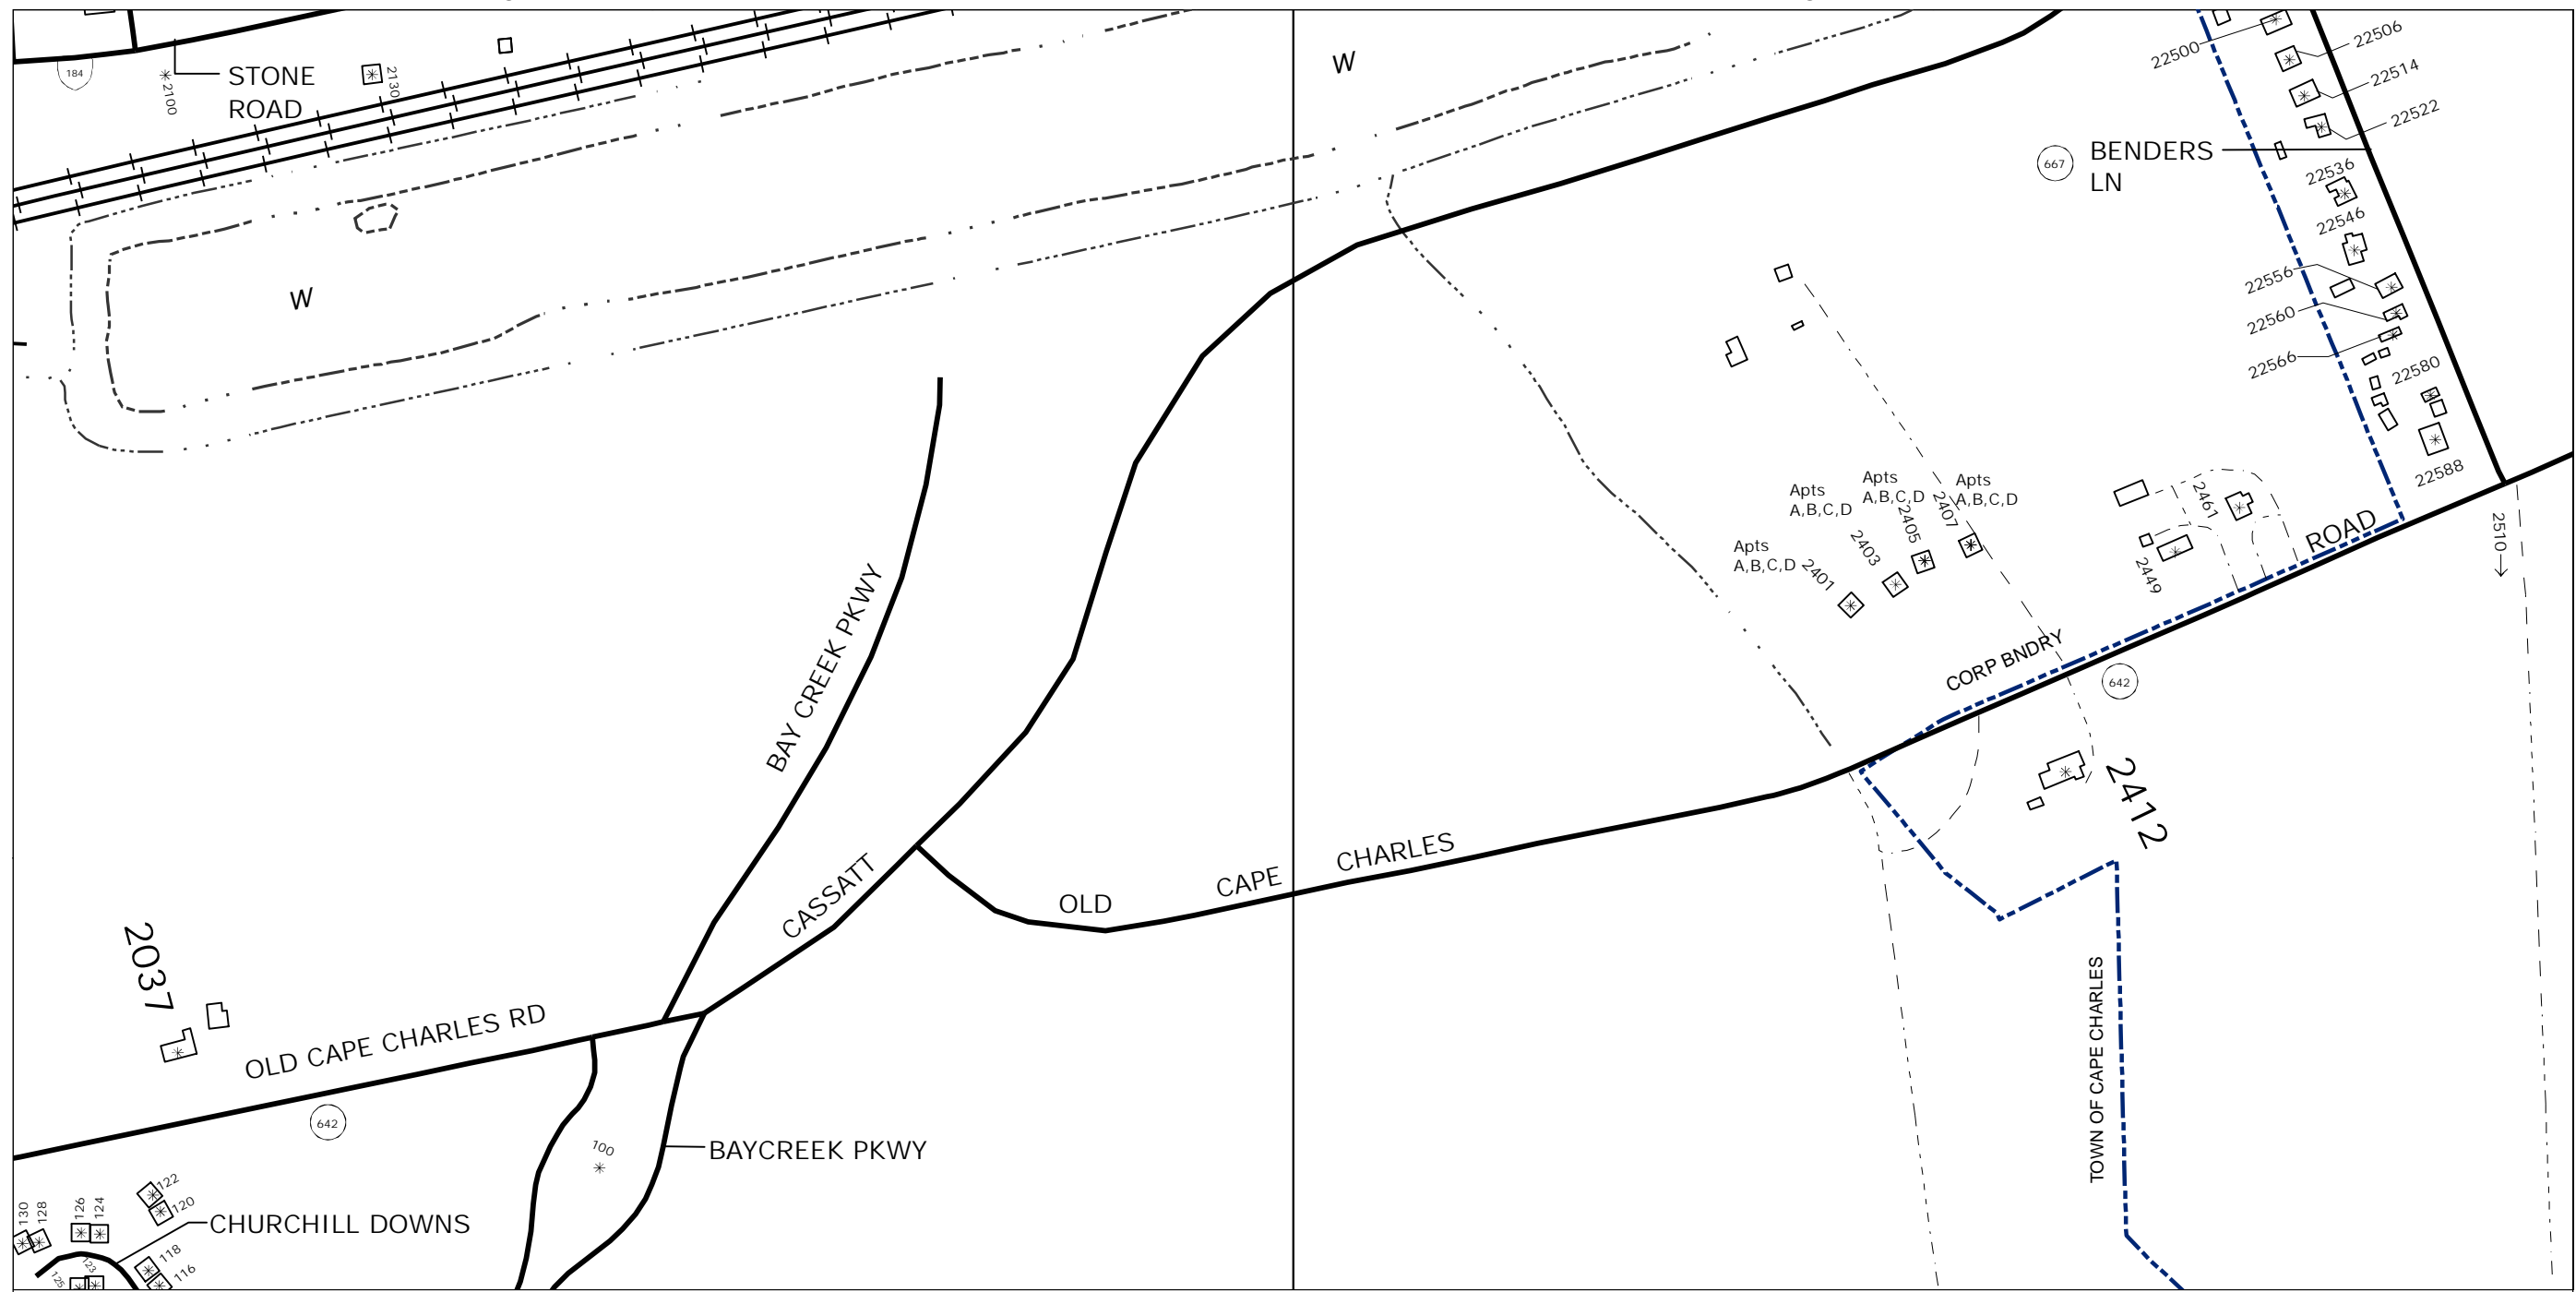 184
2100
STONE
ROAD
2130
W
W
22500
22506
22514
22522
667
BENDERS
LN
22536
22546
22556
22560
22566
22580
22588
Apts
A,B,C,D
2401
Apts
A,B,C,D
2403
Apts
A,B,C,D
2405
Apts
A,B,C,D
2407
2461
2449
ROAD
2510
CORP BNDRY
642
2412
BAY CREEK PKWY
CASSATT
OLD
CAPE
CHARLES
2037
OLD CAPE CHARLES RD
642
TOWN OF CAPE CHARLES
100
BAYCREEK PKWY
130
128
126
124
122
120
CHURCHILL DOWNS
118
116
123
125